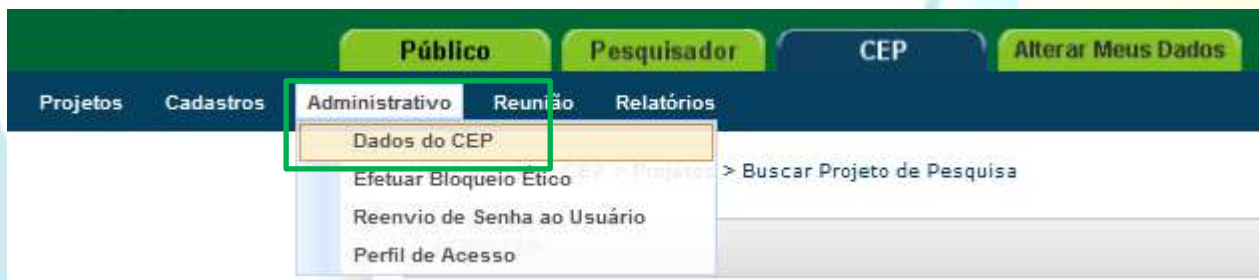 Público Pesquisador CEP Alterar Meus Dados
Projetos Cadastros Administrativo Reunião Relatórios
Dados do CEP
> Projetos > Buscar Projeto de Pesquisa
Efetuar Bloqueio Ético
Reenvio de Senha ao Usuário
Perfil de Acesso